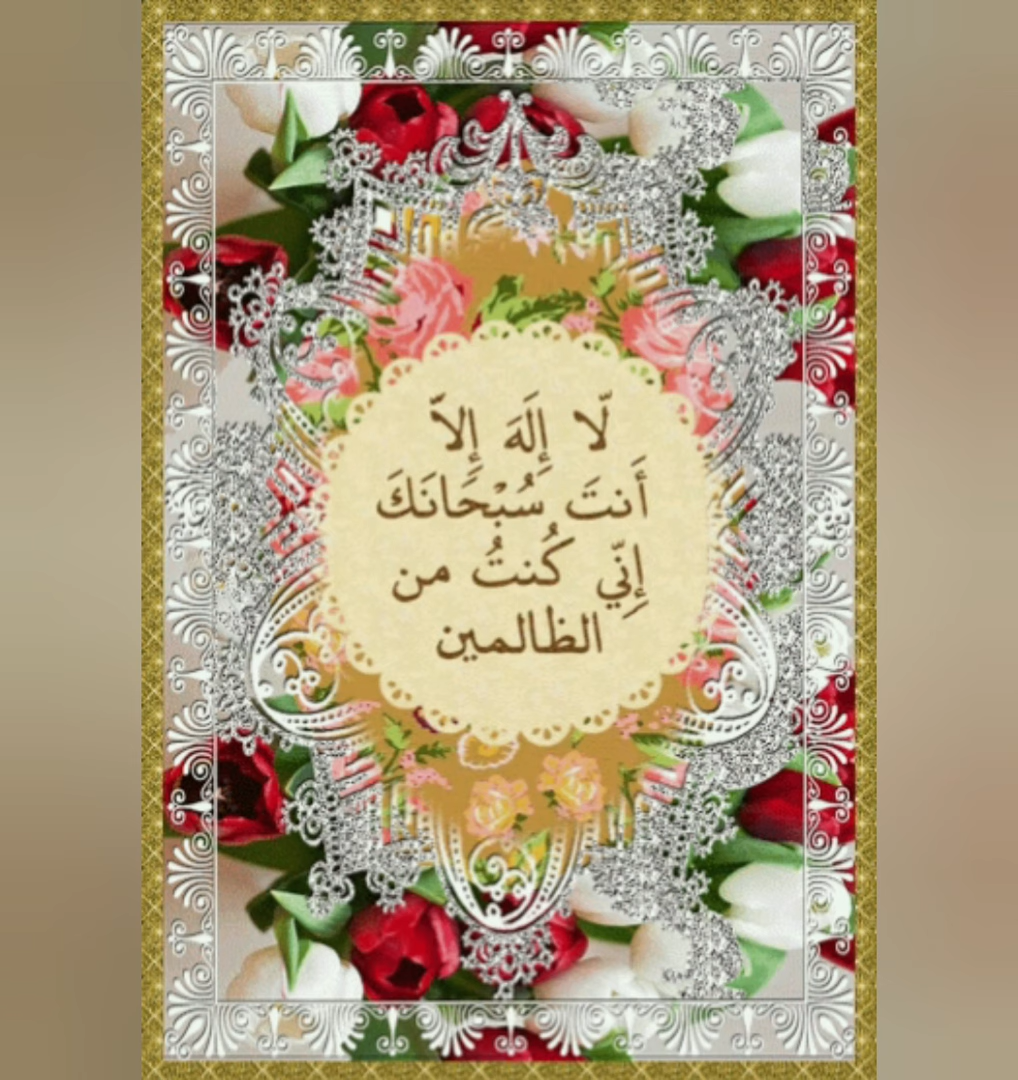 لَّا إِلَهَ إِلاَّ
أَنتَ سُبْحَانَكَ
إِنِّي كُنتُ من
الظالمين